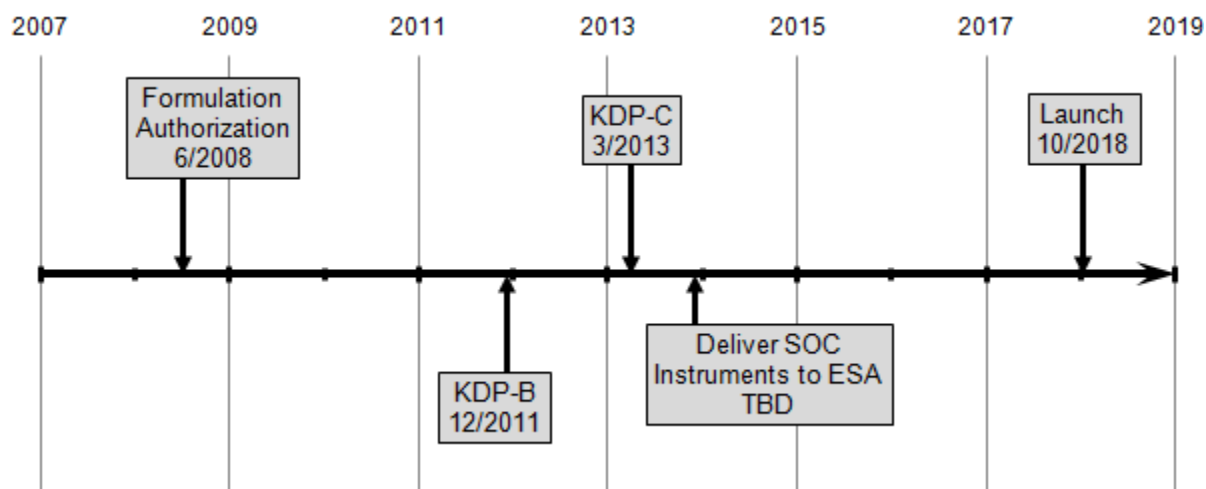 2007 2009 2011 2013 2015 2017 2019
Formulation
Authorization
6/2008
KDP-C
3/2013
Launch
10/2018
KDP-B
12/2011
Deliver SOC
Instruments to ESA
TBD